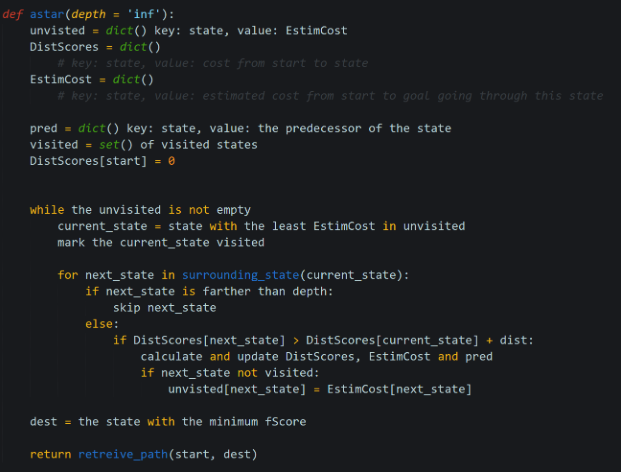 def astar(depth = 'inf'):
unvisted = dict() key: state, value: EstimCost
DistScores = dict()
# key: state, value: cost from start to state
EstimCost = dict()
# key: state, value: estimated cost from start to goal going through this state
pred = dict() key: state, value: the predecessor of the state
visited = set() of visited states
DistScores[start] = 0
while the unvisited is not empty
current_state = state with the least EstimCost in unvisited
mark the current_state visited
for next_state in surrounding_state(current_state):
if next_state is farther than depth:
skip next_state
else:
if DistScores[next_state] > DistScores[current_state] + dist:
calculate and update DistScores, EstimCost and pred
if next_state not visited:
unvisted[next_state] = EstimCost[next_state]
dest = the state with the minimum fScore
return retreive_path(start, dest)